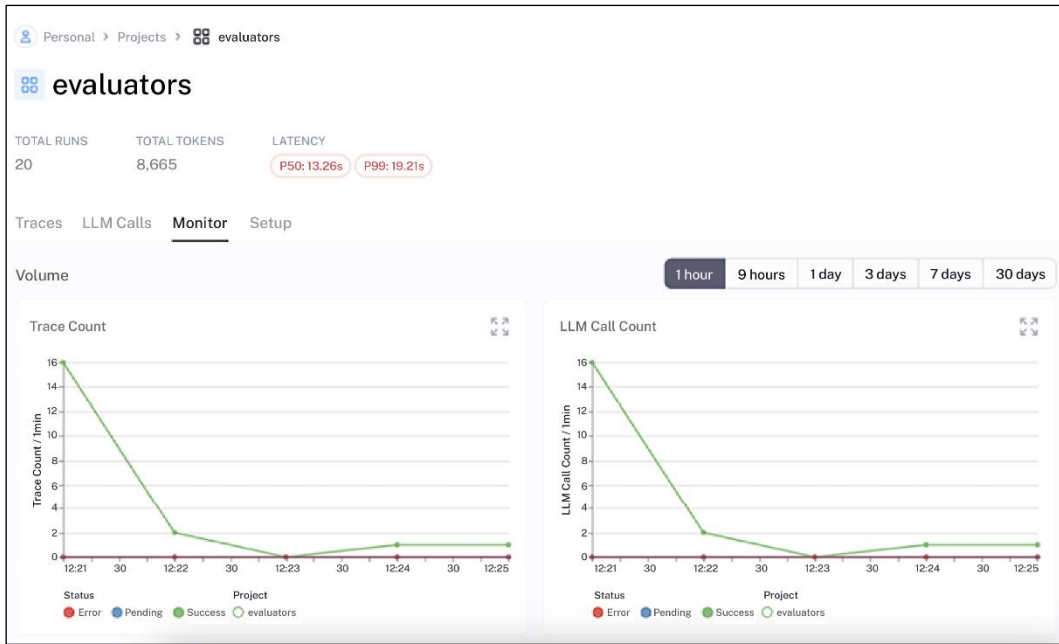 Personal > Projects > evaluators
evaluators
TOTAL RUNS TOTAL TOKENS LATENCY
20 8,665 P50: 13.26s P99: 19.21s
Traces LLM Calls Monitor Setup
Volume 1 hour 9 hours 1 day 3 days 7 days 30 days
Trace Count
Trace Count / 1min
16
14
12
10
8
6
4
2
0
12:21 30 12:22 30 12:23 30 12:24 30 12:25
Status Project
Error Pending Success evaluators
LLM Call Count
LLM Call Count / 1min
16
14
12
10
8
6
4
2
0
12:21 30 12:22 30 12:23 30 12:24 30 12:25
Status Project
Error Pending Success evaluators